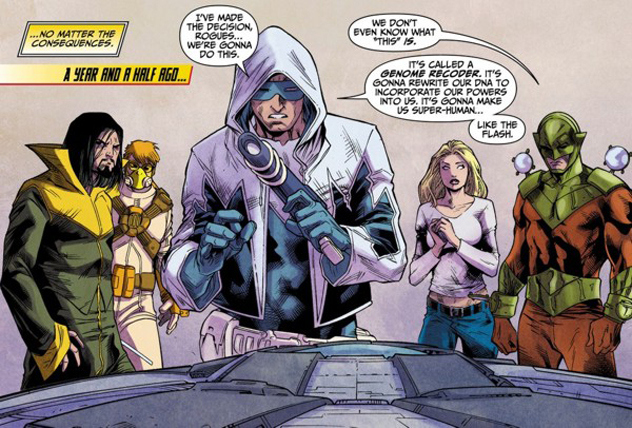 ...NO MATTER THE
CONSEQUENCES.
A YEAR AND A HALF AGO...
I'VE MADE
THE DECISION,
ROGUES...
WE'RE GONNA
DO THIS.
WE DON'T
EVEN KNOW WHAT
"THIS" IS.
IT'S CALLED A
GENOME RECODER. IT'S
GONNA REWRITE OUR DNA TO
INCORPORATE OUR POWERS
INTO US. IT'S GONNA MAKE
US SUPER-HUMAN...
LIKE THE
FLASH.